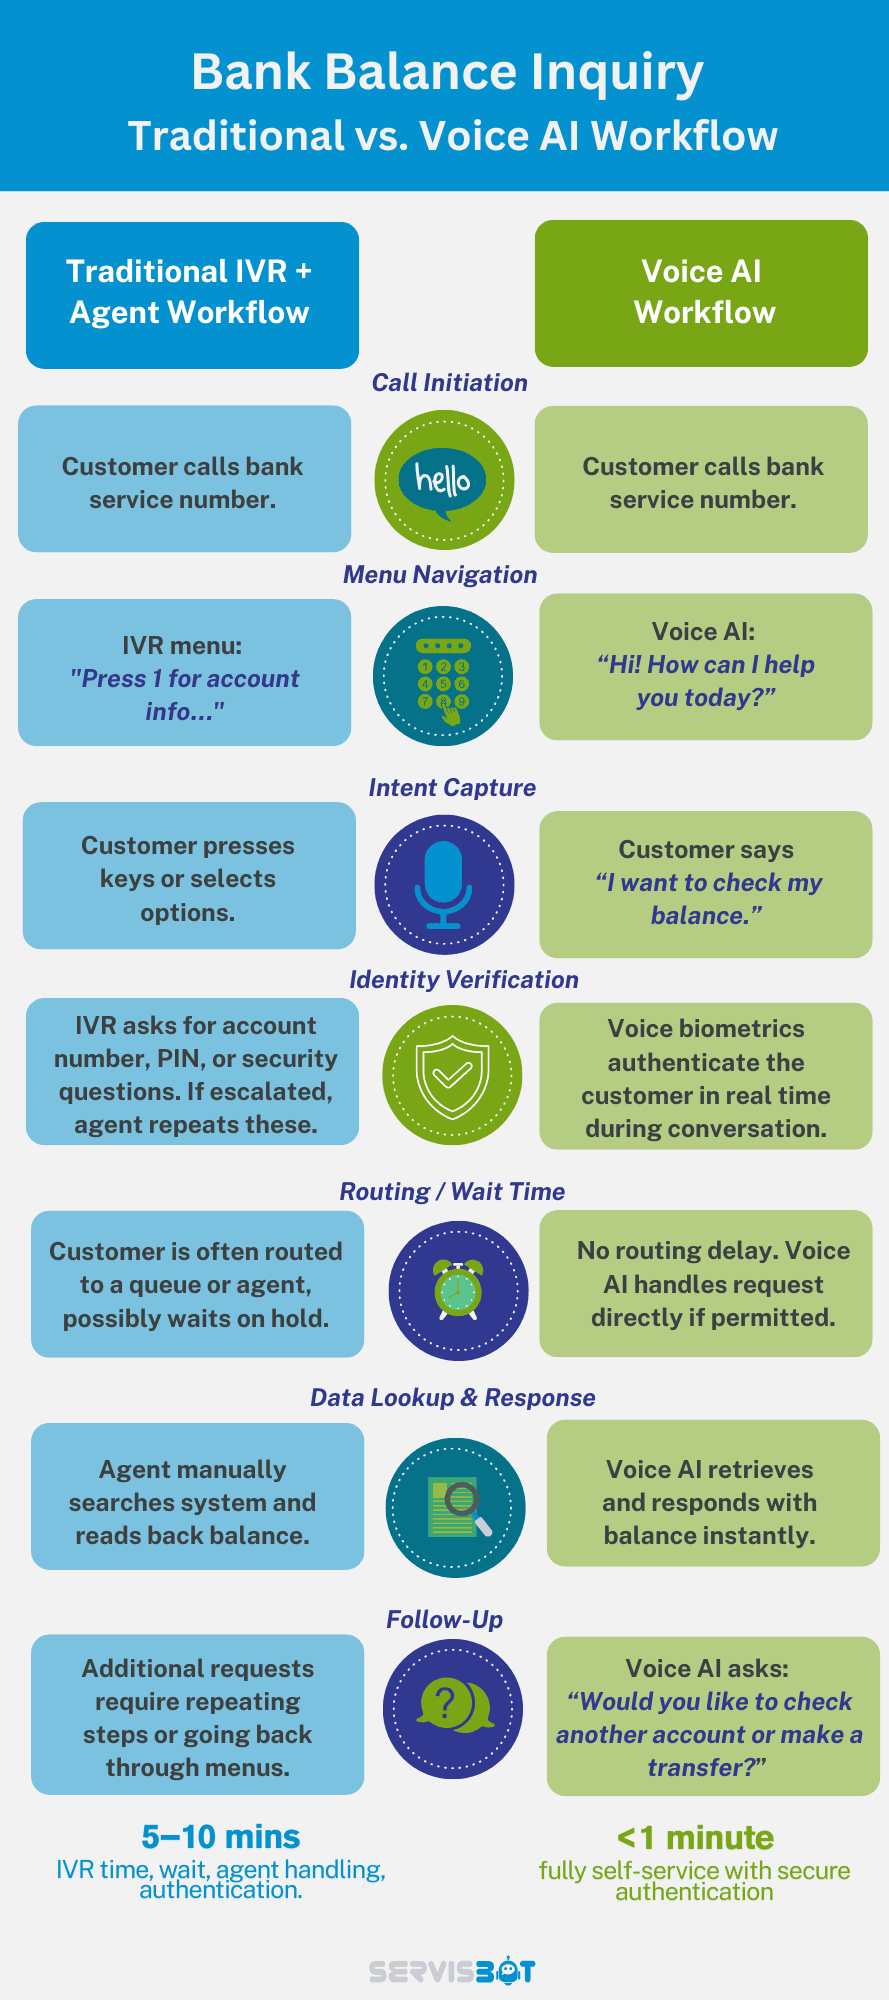 Bank Balance Inquiry
Traditional vs. Voice AI Workflow
Traditional IVR +
Agent Workflow
Voice AI
Workflow
Call Initiation
Customer calls bank
service number.
hello
Customer calls bank
service number.
Menu Navigation
IVR menu:
"Press 1 for account
info..."
1 2 3
4 5 6
7 8 9
Voice AI:
“Hi! How can I help
you today?”
Intent Capture
Customer presses
keys or selects
options.
Customer says
“I want to check my
balance.”
Identity Verification
IVR asks for account
number, PIN, or security
questions. If escalated,
agent repeats these.
Voice biometrics
authenticate the
customer in real time
during conversation.
Routing / Wait Time
Customer is often routed
to a queue or agent,
possibly waits on hold.
No routing delay. Voice
AI handles request
directly if permitted.
Data Lookup & Response
Agent manually
searches system and
reads back balance.
Voice AI retrieves
and responds with
balance instantly.
Follow-Up
Additional requests
require repeating
steps or going back
through menus.
?
Voice AI asks:
“Would you like to check
another account or make a
transfer?”
5–10 mins
IVR time, wait, agent handling,
authentication.
<1 minute
fully self-service with secure
authentication
SERVISBOT